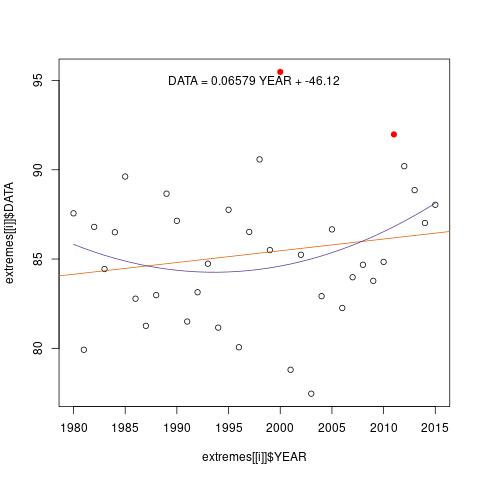 DATA = 0.06579 YEAR + -46.12
extremes[[i]]$DATA
95
90
85
80
1980 1985 1990 1995 2000 2005 2010 2015
extremes[[i]]$YEAR